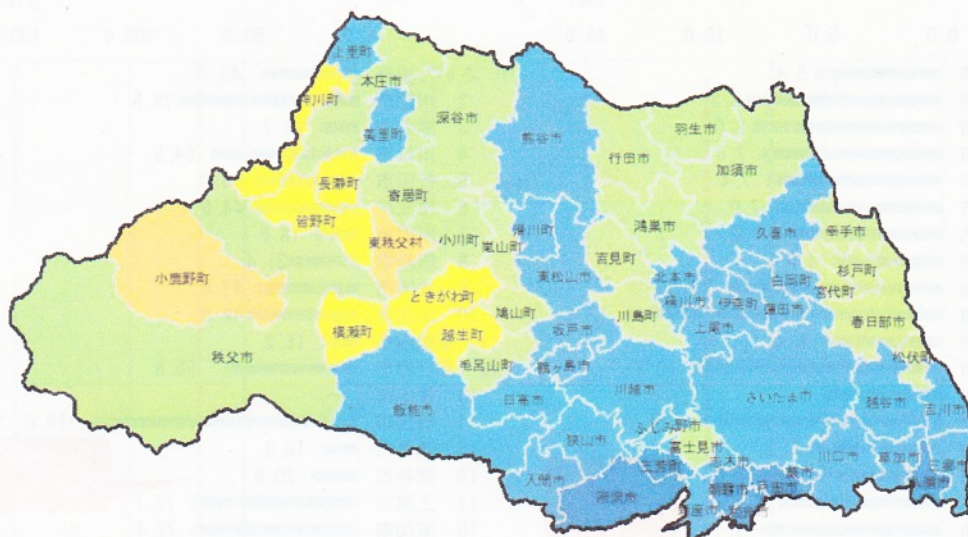 上里町
本庄市
神川町
美里町
深谷市
熊谷市
羽生市
行田市
加須市
長瀞町
寄居町
皆野町
東秩父村
小川町
嵐山町
滑川町
鴻巣市
久喜市
幸手市
小鹿野町
吉見町
東松山市
北本市
白岡町
杉戸町
宮代町
ときがわ町
鳩山町
川島町
桶川市
伊奈町
蓮田市
春日部市
横瀬町
越生町
坂戸市
上尾市
秩父市
毛呂山町
鶴ヶ島市
松伏町
飯能市
日高市
川越市
さいたま市
越谷市
吉川市
狭山市
ふじみ野市
富士見市
入間市
三芳町
志木市
川口市
草加市
三郷市
所沢市
朝霞市
戸田市
蕨市
八潮市
新座市
和光市